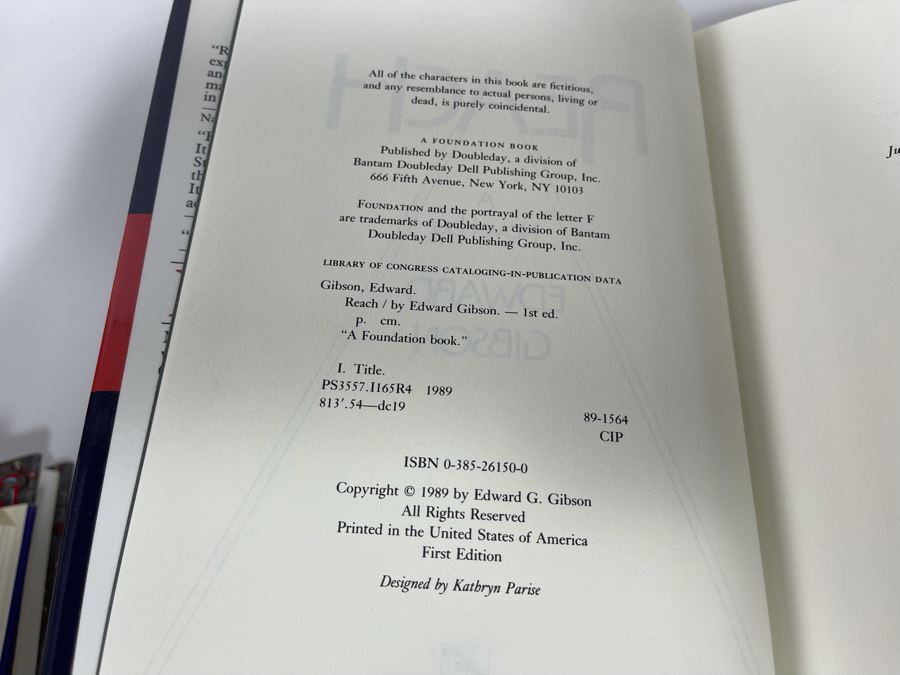 All of the characters in this book are fictitious,
and any resemblance to actual persons, living or
dead, is purely coincidental.
A FOUNDATION BOOK
Published by Doubleday, a division of
Bantam Doubleday Dell Publishing Group, Inc.
666 Fifth Avenue, New York, NY 10103
FOUNDATION and the portrayal of the letter F
are trademarks of Doubleday, a division of Bantam
Doubleday Dell Publishing Group, Inc.
LIBRARY OF CONGRESS CATALOGING-IN-PUBLICATION DATA
Gibson, Edward.
Reach / by Edward Gibson. — 1st ed.
p. cm.
"A Foundation book."
I. Title.
PS3557.I165R4 1989
813'.54—dc19
89-1564
CIP
ISBN 0-385-26150-0
Copyright © 1989 by Edward G. Gibson
All Rights Reserved
Printed in the United States of America
First Edition
Designed by Kathryn Parise